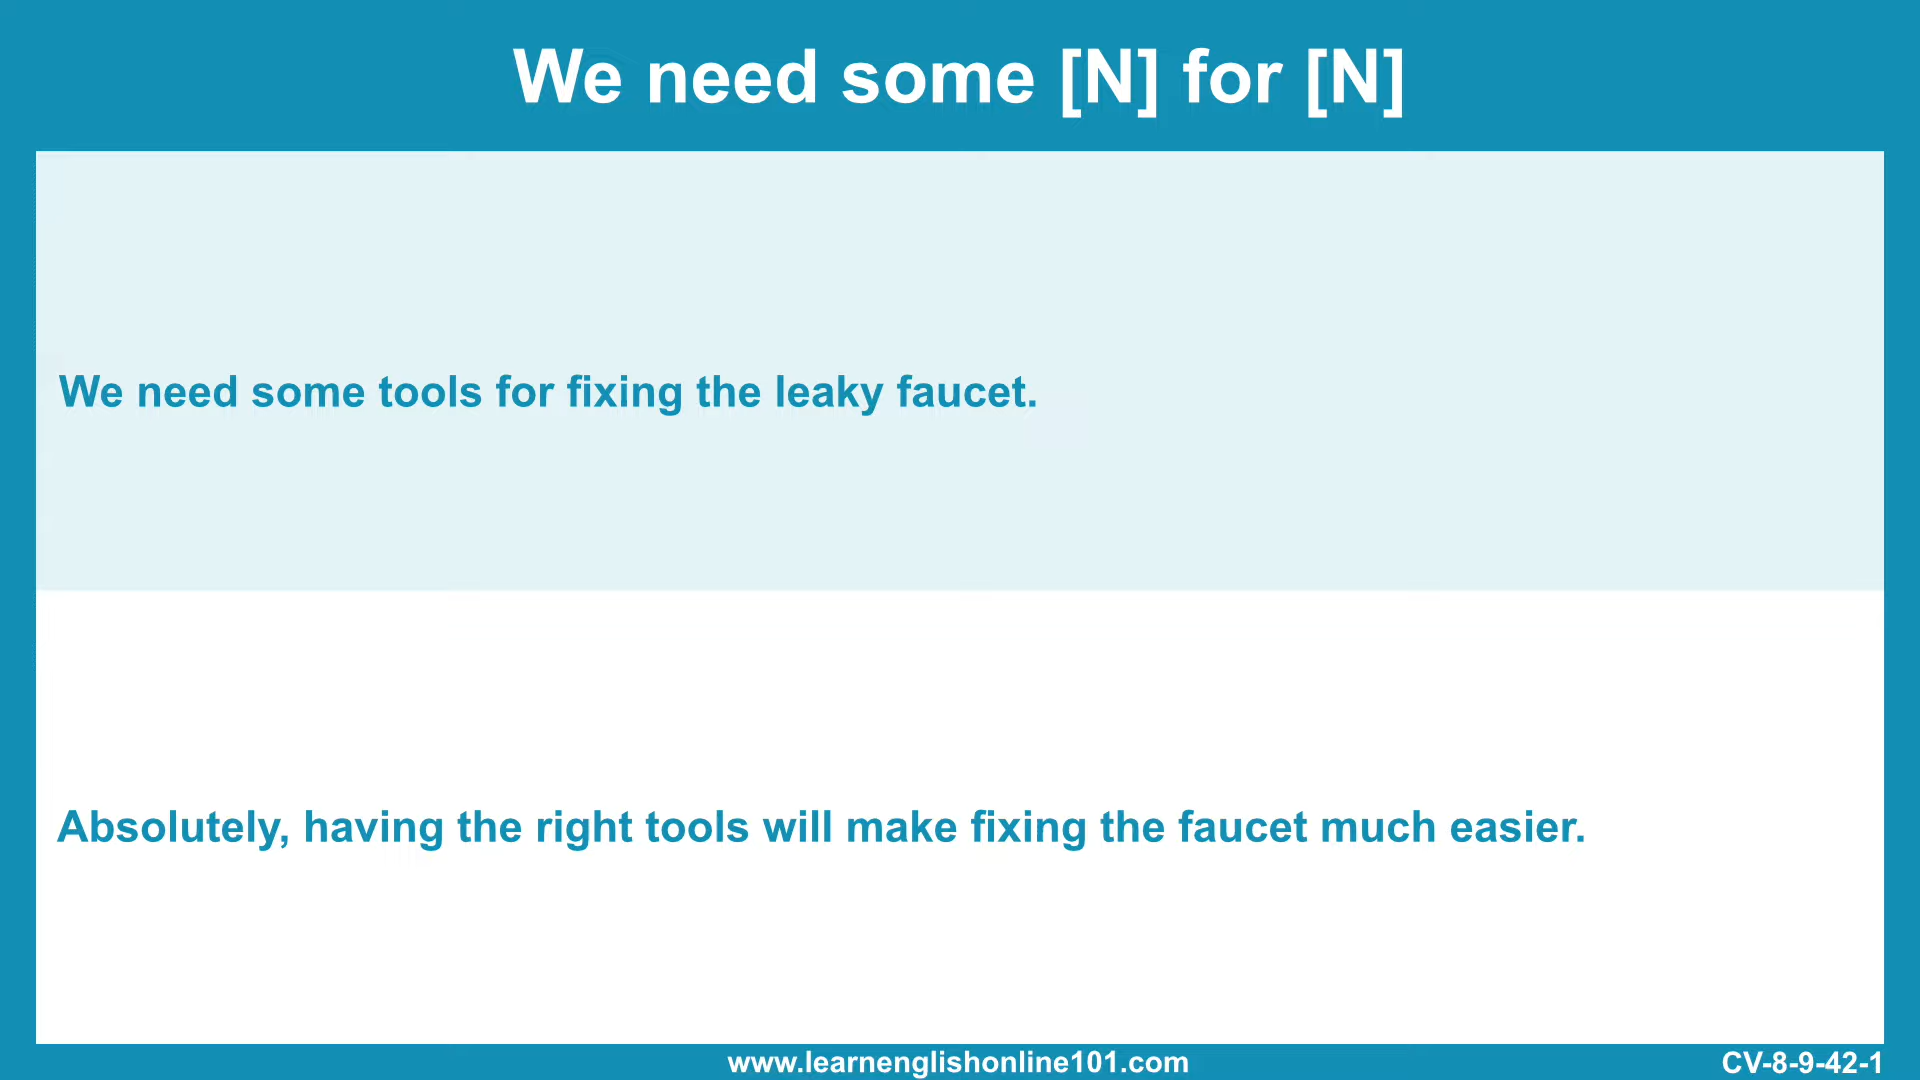 We need some [N] for [N]
We need some tools for fixing the leaky faucet.
Absolutely, having the right tools will make fixing the faucet much easier.
www.learnenglishonline101.com
CV-8-9-42-1